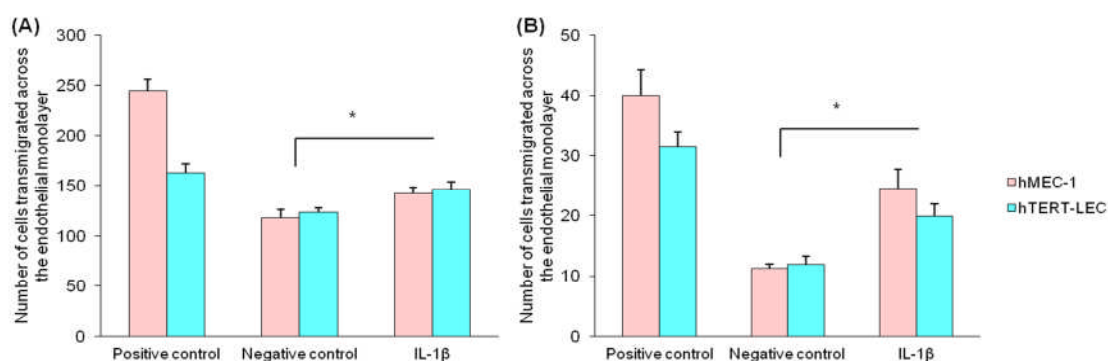 (A)
Number of cells transmigrated across
the endothelial monolayer
300
250
200
150
100
50
0
*
Positive control
Negative control
IL-1β
(B)
Number of cells transmigrated across
the endothelial monolayer
50
40
30
20
10
0
*
Positive control
Negative control
IL-1β
hMEC-1
hTERT-LEC